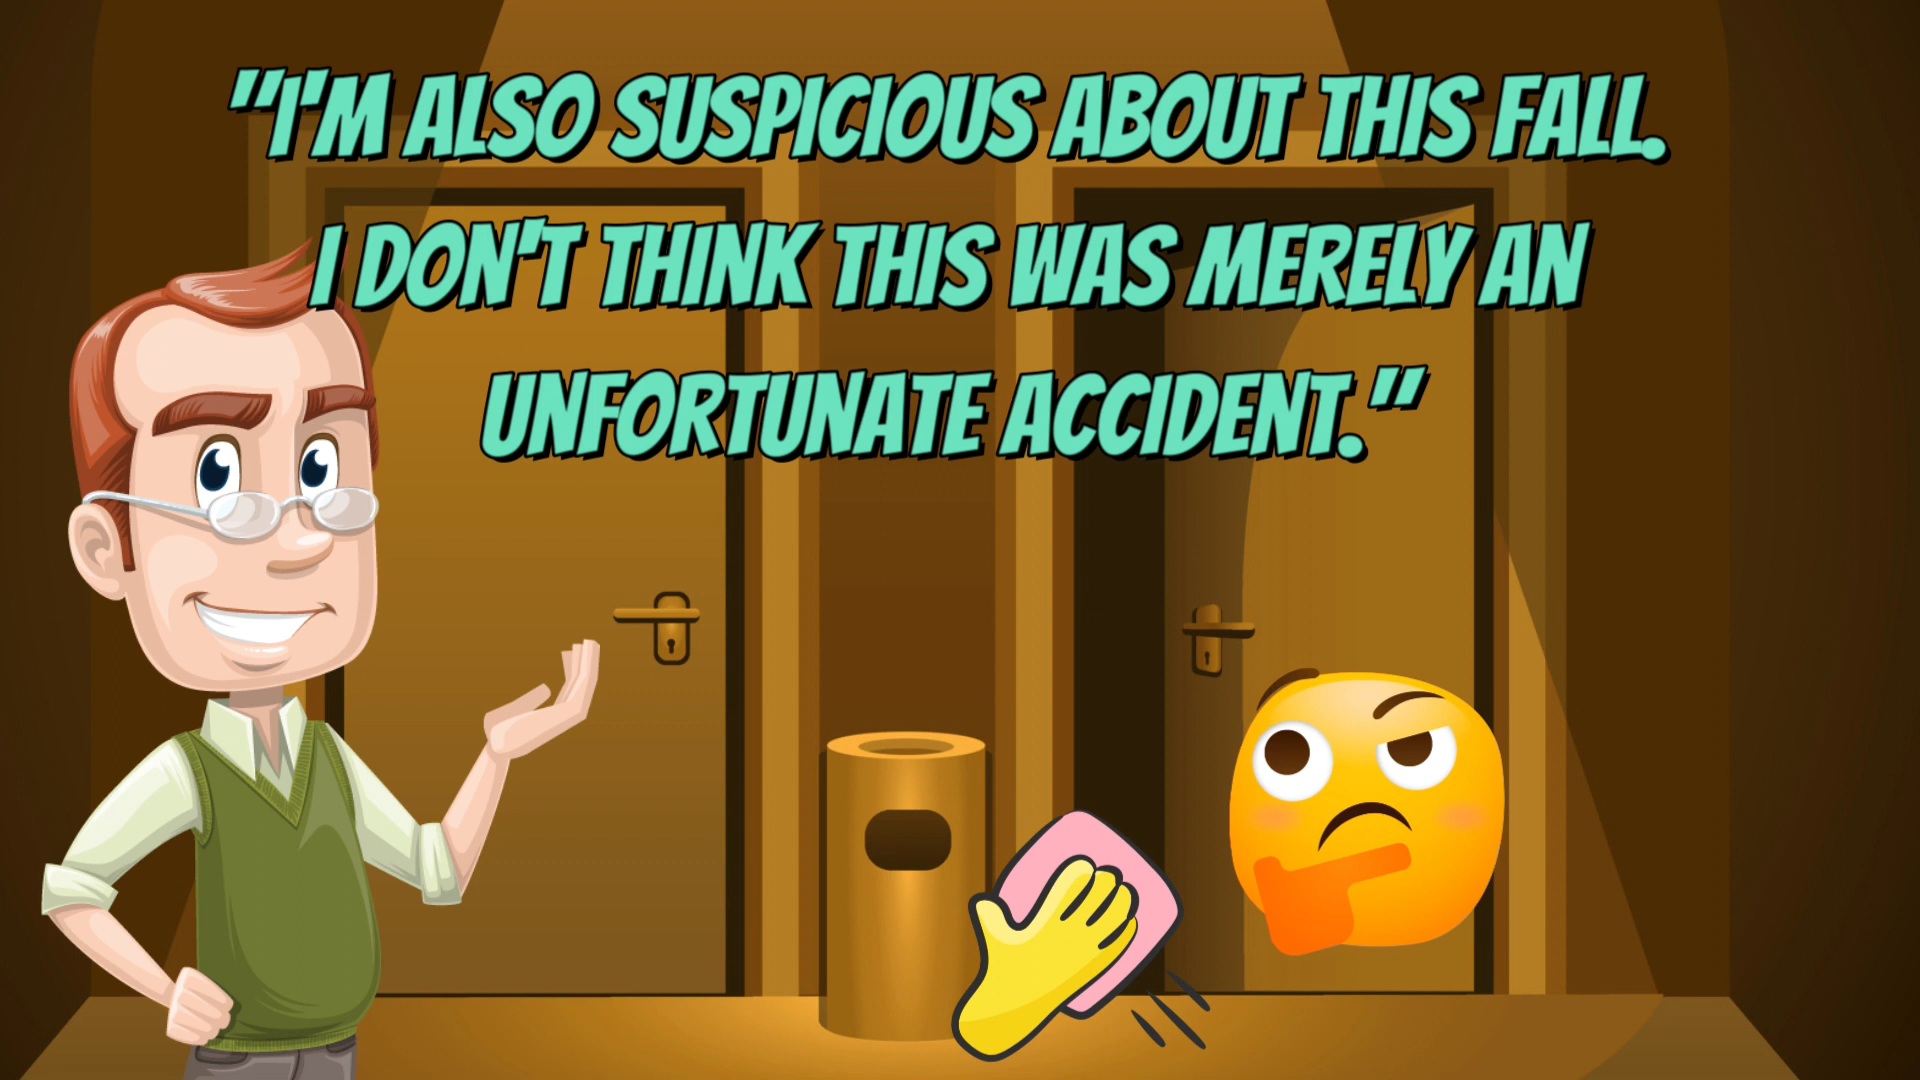 "I'M ALSO SUSPICIOUS ABOUT THIS FALL.
I DON'T THINK THIS WAS MERELY AN
UNFORTUNATE ACCIDENT."